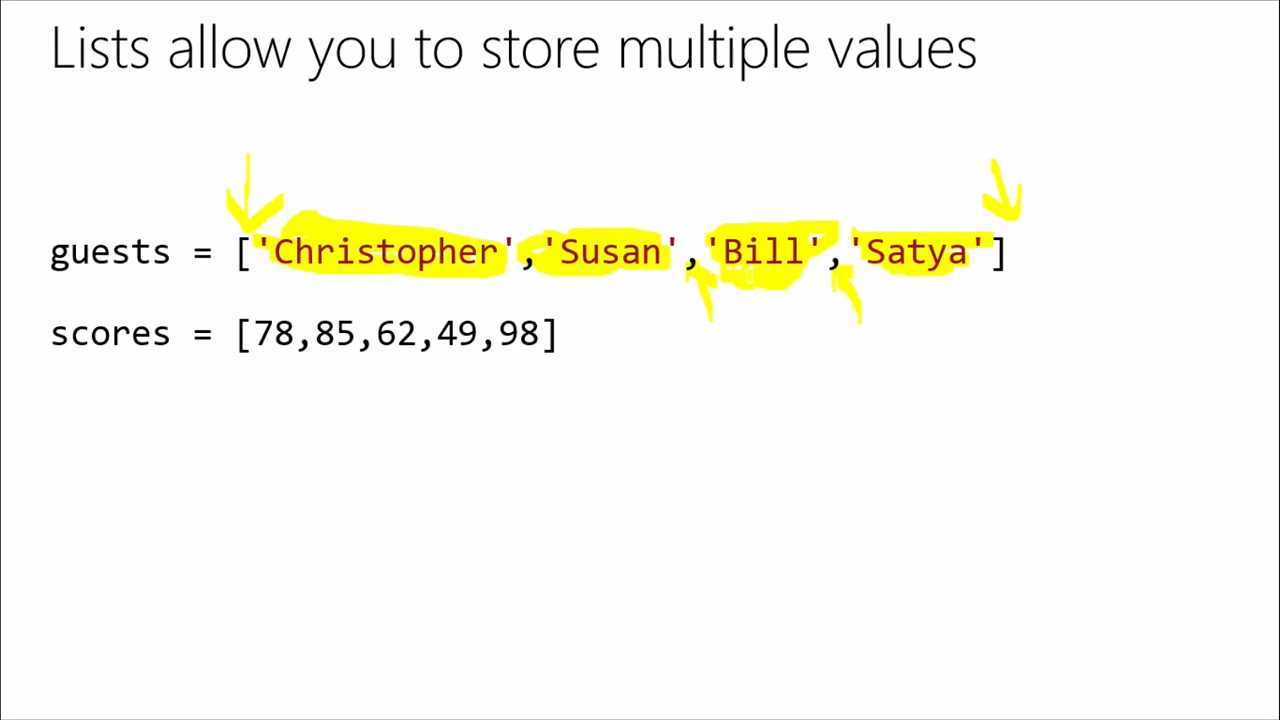 Lists allow you to store multiple values
guests = ['Christopher','Susan','Bill','Satya']
scores = [78,85,62,49,98]